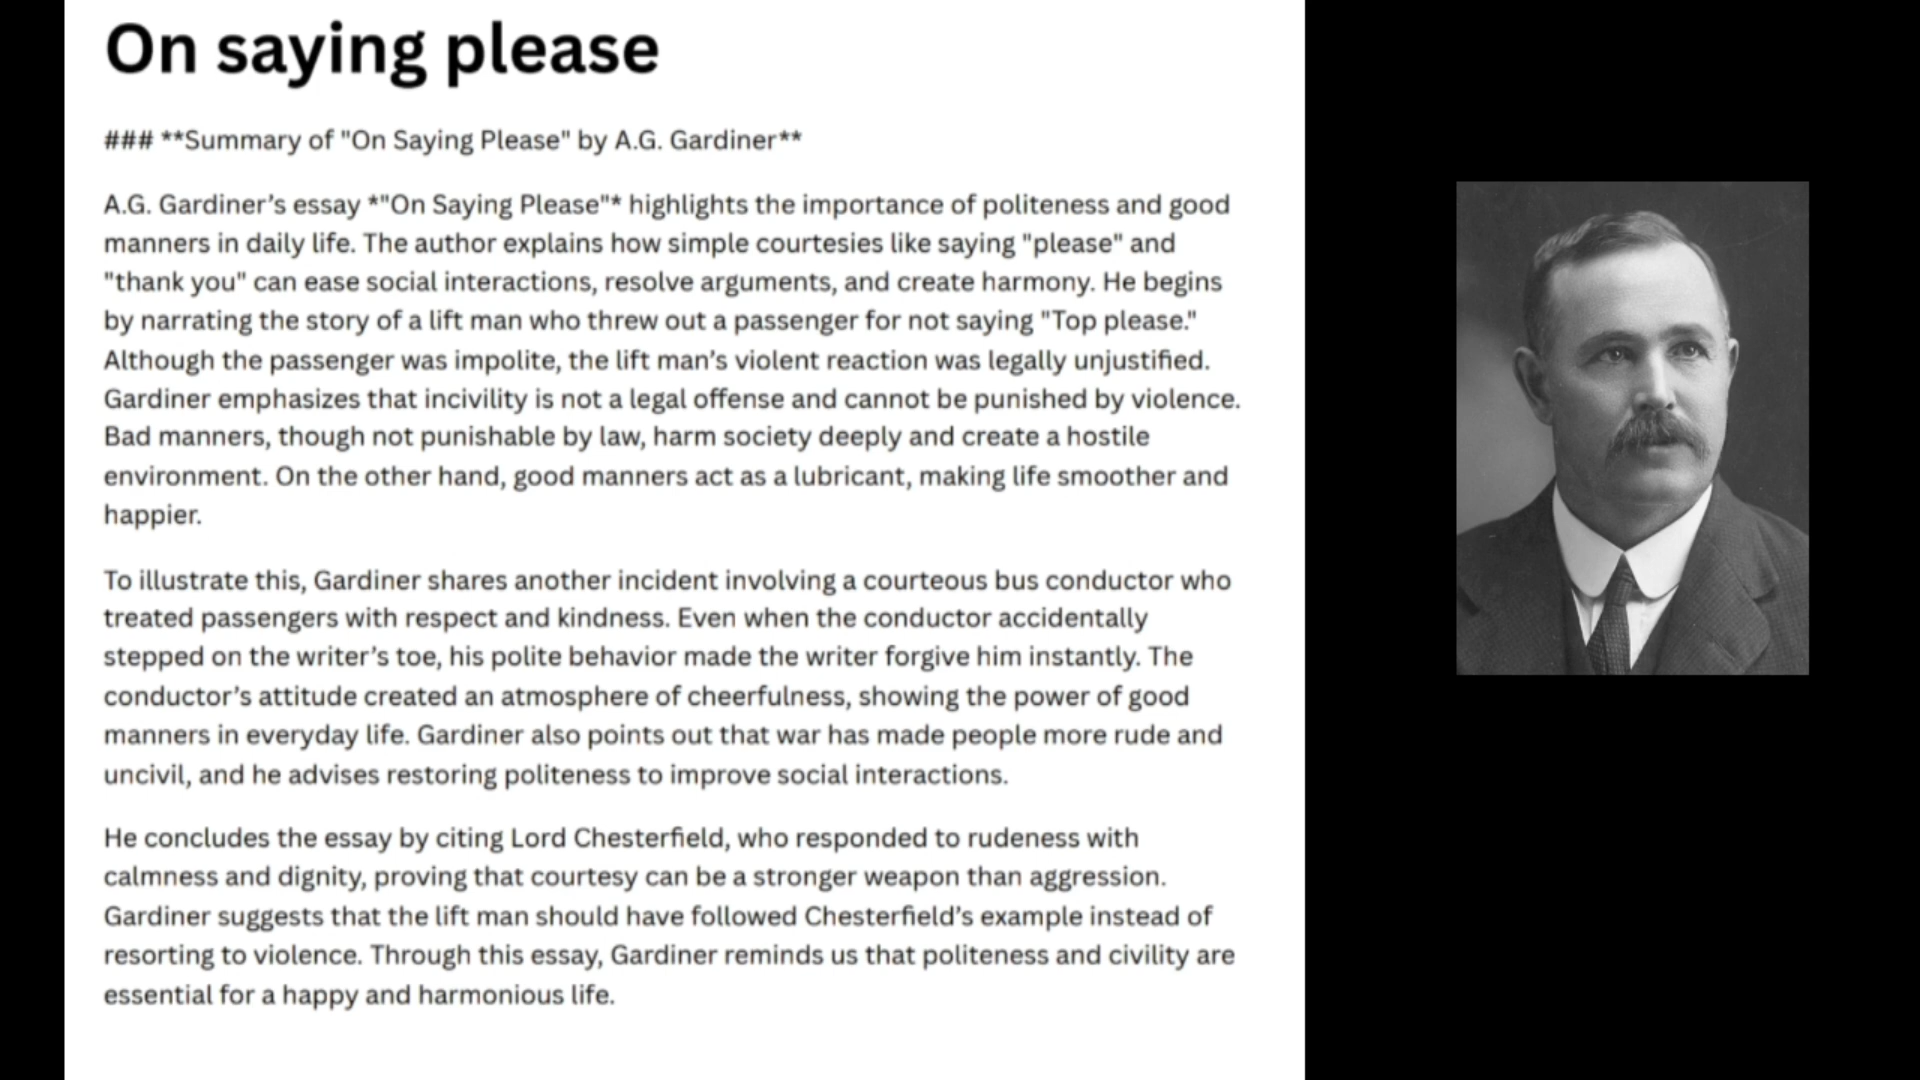 On saying please
### **Summary of "On Saying Please" by A.G. Gardiner**
A.G. Gardiner’s essay *"On Saying Please"* highlights the importance of politeness and good
manners in daily life. The author explains how simple courtesies like saying "please" and
"thank you" can ease social interactions, resolve arguments, and create harmony. He begins
by narrating the story of a lift man who threw out a passenger for not saying "Top please."
Although the passenger was impolite, the lift man’s violent reaction was legally unjustified.
Gardiner emphasizes that incivility is not a legal offense and cannot be punished by violence.
Bad manners, though not punishable by law, harm society deeply and create a hostile
environment. On the other hand, good manners act as a lubricant, making life smoother and
happier.
To illustrate this, Gardiner shares another incident involving a courteous bus conductor who
treated passengers with respect and kindness. Even when the conductor accidentally
stepped on the writer’s toe, his polite behavior made the writer forgive him instantly. The
conductor’s attitude created an atmosphere of cheerfulness, showing the power of good
manners in everyday life. Gardiner also points out that war has made people more rude and
uncivil, and he advises restoring politeness to improve social interactions.
He concludes the essay by citing Lord Chesterfield, who responded to rudeness with
calmness and dignity, proving that courtesy can be a stronger weapon than aggression.
Gardiner suggests that the lift man should have followed Chesterfield’s example instead of
resorting to violence. Through this essay, Gardiner reminds us that politeness and civility are
essential for a happy and harmonious life.